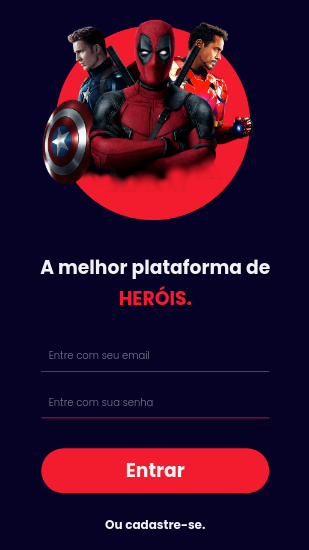 A melhor plataforma de
HERÓIS.
Entre com seu email
Entre com sua senha
Entrar
Ou cadastre-se.